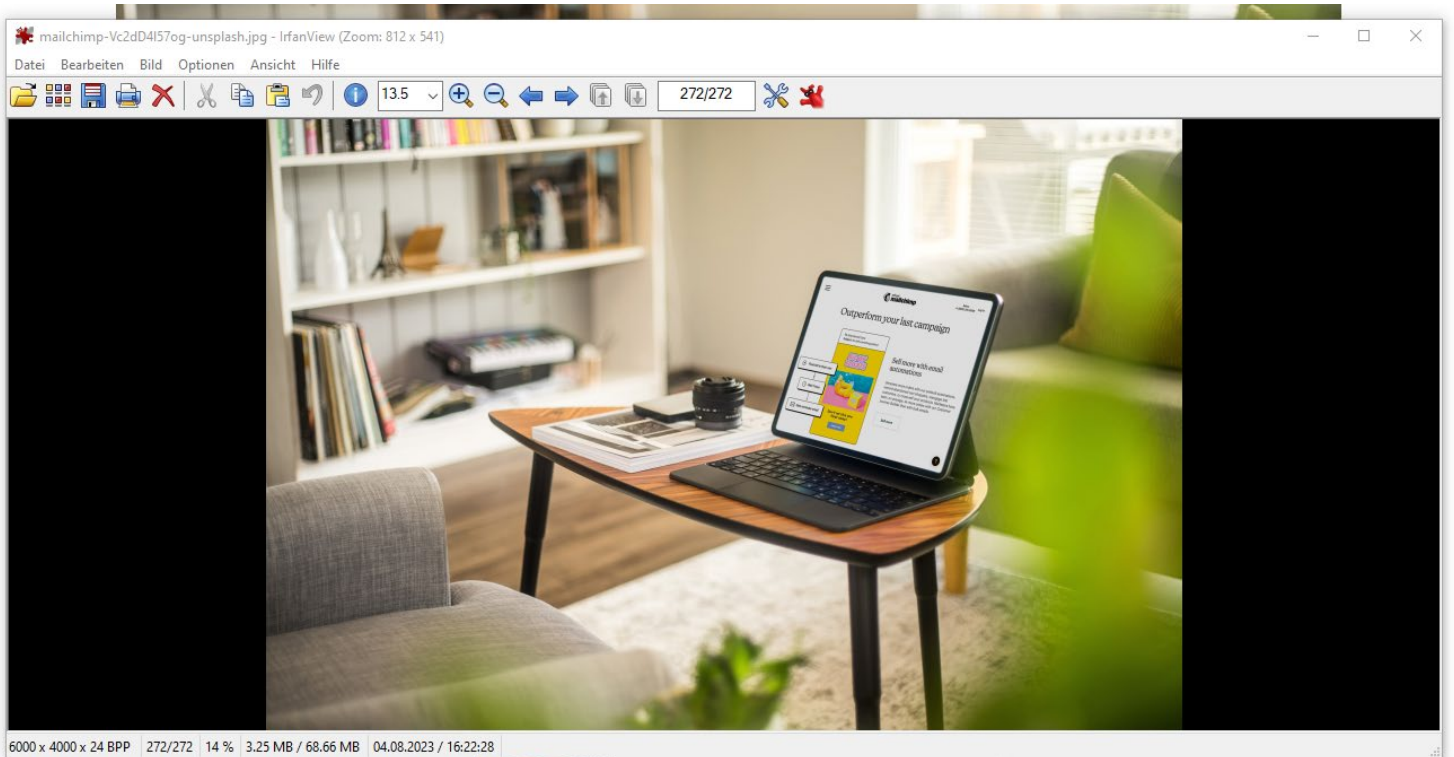 mailchimp-Vc2dD4I57og-unsplash.jpg - IrfanView (Zoom: 812 x 541)
Datei Bearbeiten Bild Optionen Ansicht Hilfe
13.5
272/272
mailchimp
Outperform your last campaign
Sell more with email
automations
6000 x 4000 x 24 BPP 272/272 14 % 3.25 MB / 68.66 MB 04.08.2023 / 16:22:28